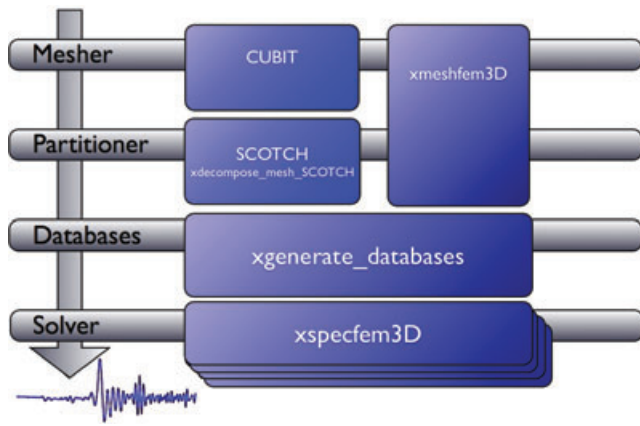 Mesher
CUBIT
xmeshfem3D
Partitioner
SCOTCH
xdecompose_mesh_SCOTCH
Databases
xgenerate_databases
Solver
xspecfem3D